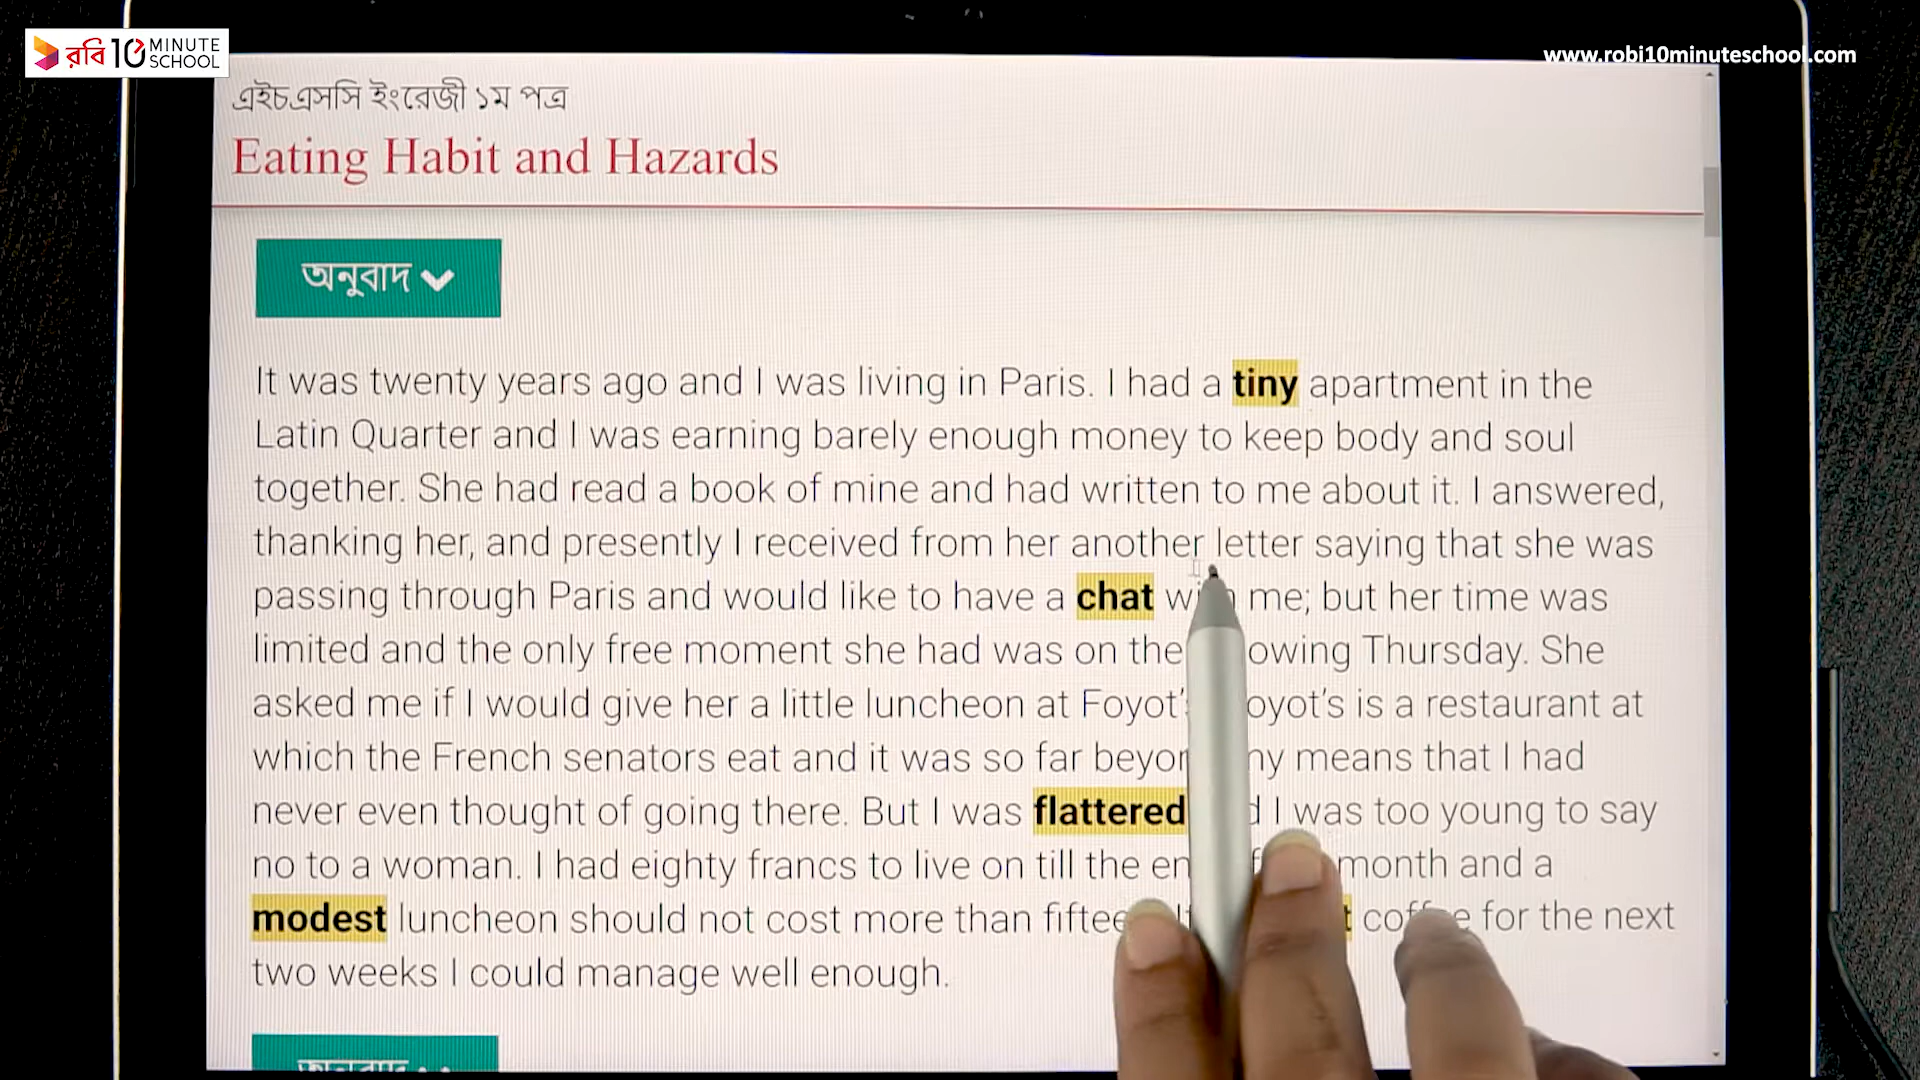 রবি 10 MINUTE SCHOOL
www.robi10minuteschool.com
এইচএসসি ইংরেজী ১ম পত্র
Eating Habit and Hazards
অনুবাদ
It was twenty years ago and I was living in Paris. I had a tiny apartment in the
Latin Quarter and I was earning barely enough money to keep body and soul
together. She had read a book of mine and had written to me about it. I answered,
thanking her, and presently I received from her another letter saying that she was
passing through Paris and would like to have a chat me; but her time was
limited and the only free moment she had was on the Thursday. She
asked me if I would give her a little luncheon at is a restaurant at
which the French senators eat and it was so far means that I had
never even thought of going there. But I was flattered I was too young to say
no to a woman. I had eighty francs to live on till the month and a
modest luncheon should not cost more than coffee for the next
two weeks I could manage well enough.
অনুবাদ